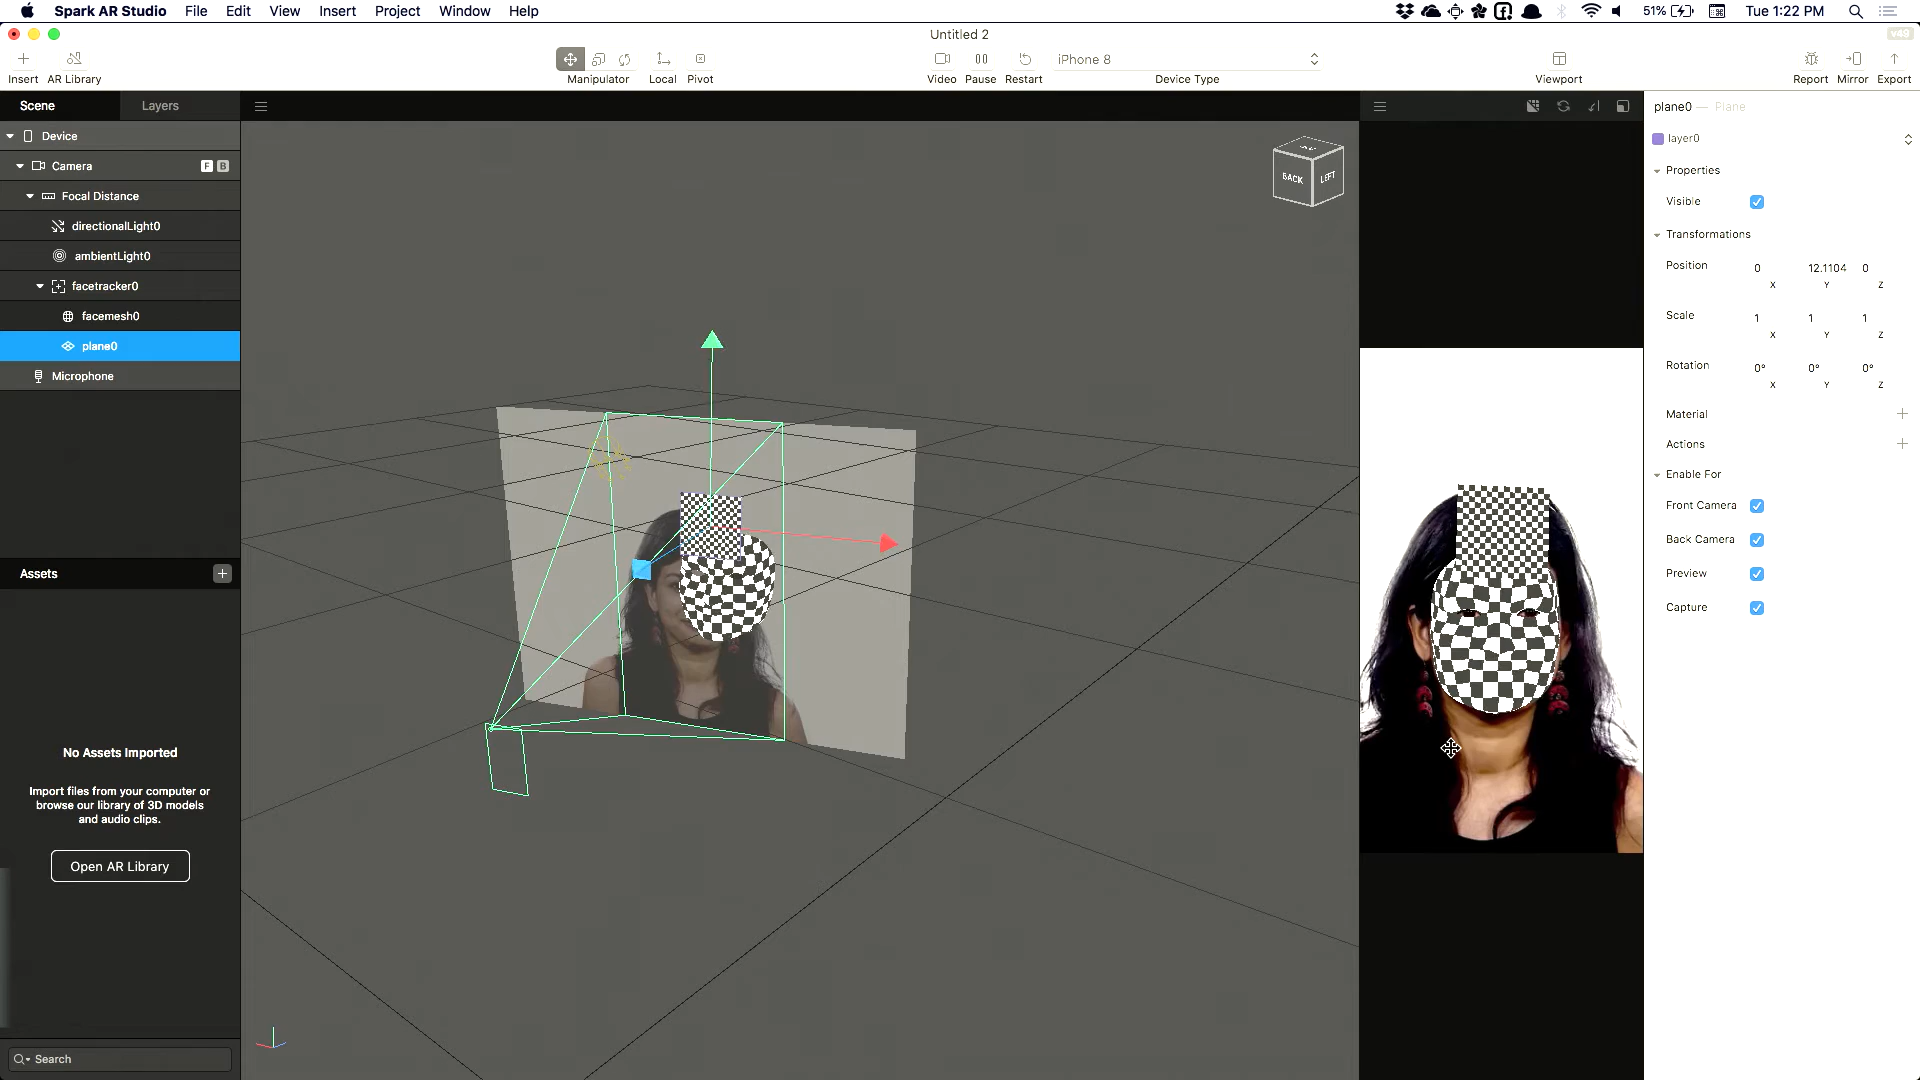 Spark AR Studio File Edit View Insert Project Window Help 51% Tue 1:22 PM
Untitled 2 v43
Insert AR Library Manipulator Local Pivot Video Pause Restart iPhone 8 Device Type Viewport Report Mirror Export
Scene Layers
Device
Camera F B
Focal Distance
directionalLight0
ambientLight0
facetracker0
facemesh0
plane0
Microphone
Assets
No Assets Imported
Import files from your computer or
browse our library of 3D models
and audio clips.
Open AR Library
Search
BACK LEFT
plane0 — Plane
layer0
Properties
Visible
Transformations
Position 0 12.1104 0
X Y Z
Scale 1 1 1
X Y Z
Rotation 0° 0° 0°
X Y Z
Material
Actions
Enable For
Front Camera
Back Camera
Preview
Capture